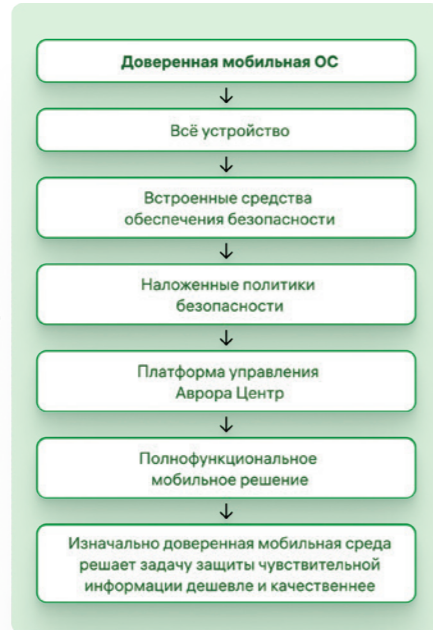 Доверенная мобильная ОС
Всё устройство
Встроенные средства
обеспечения безопасности
Наложенные политики
безопасности
Платформа управления
Аврора Центр
Полнофункциональное
мобильное решение
Изначально доверенная мобильная среда
решает задачу защиты чувствительной
информации дешевле и качественнее